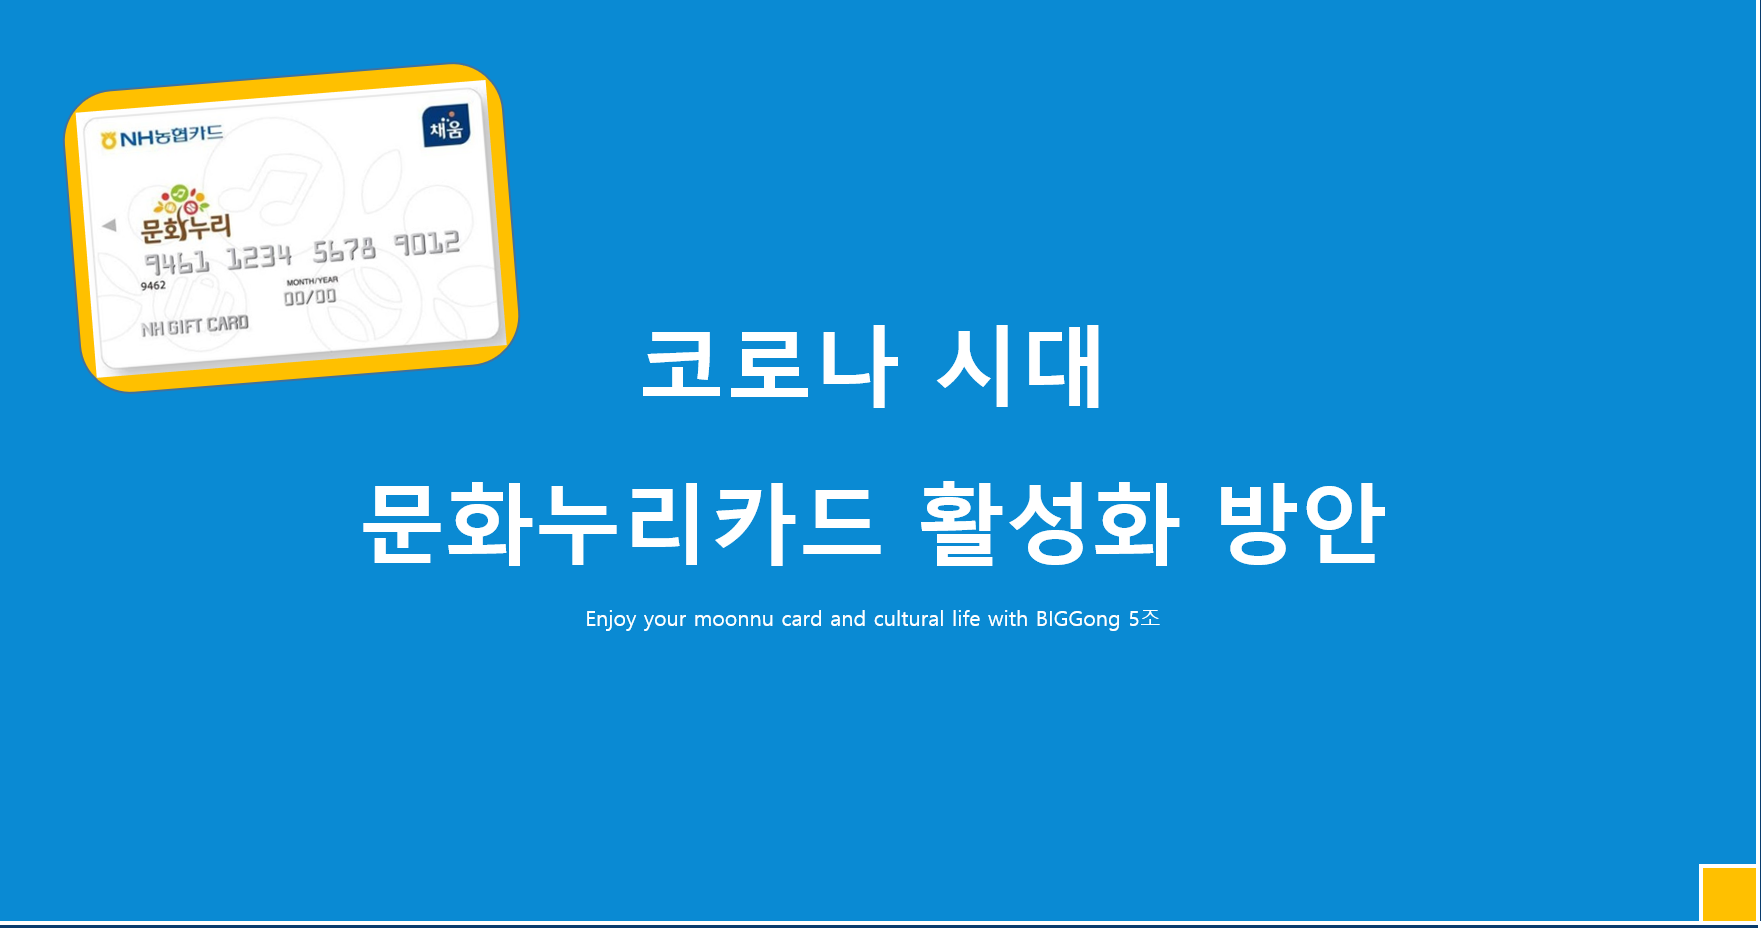 NH농협카드
채움
문화누리
9461 1234 5678 9012
9462
MONTH/YEAR
00/00
NH GIFT CARD
코로나 시대
문화누리카드 활성화 방안
Enjoy your moonnu card and cultural life with BIGGong 5조